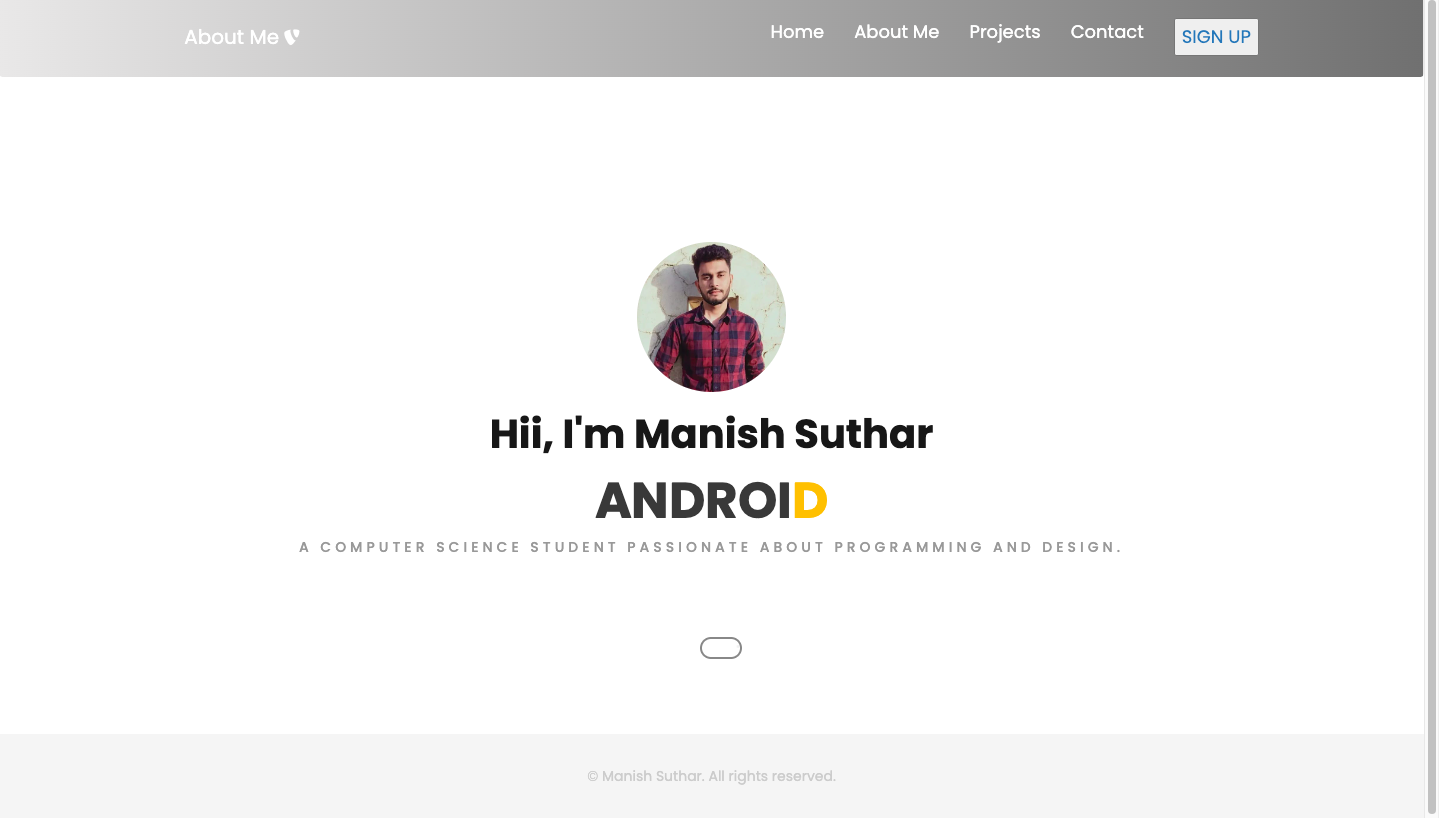 About Me
Home About Me Projects Contact SIGN UP
Hii, I'm Manish Suthar
ANDROID
A COMPUTER SCIENCE STUDENT PASSIONATE ABOUT PROGRAMMING AND DESIGN.
© Manish Suthar. All rights reserved.